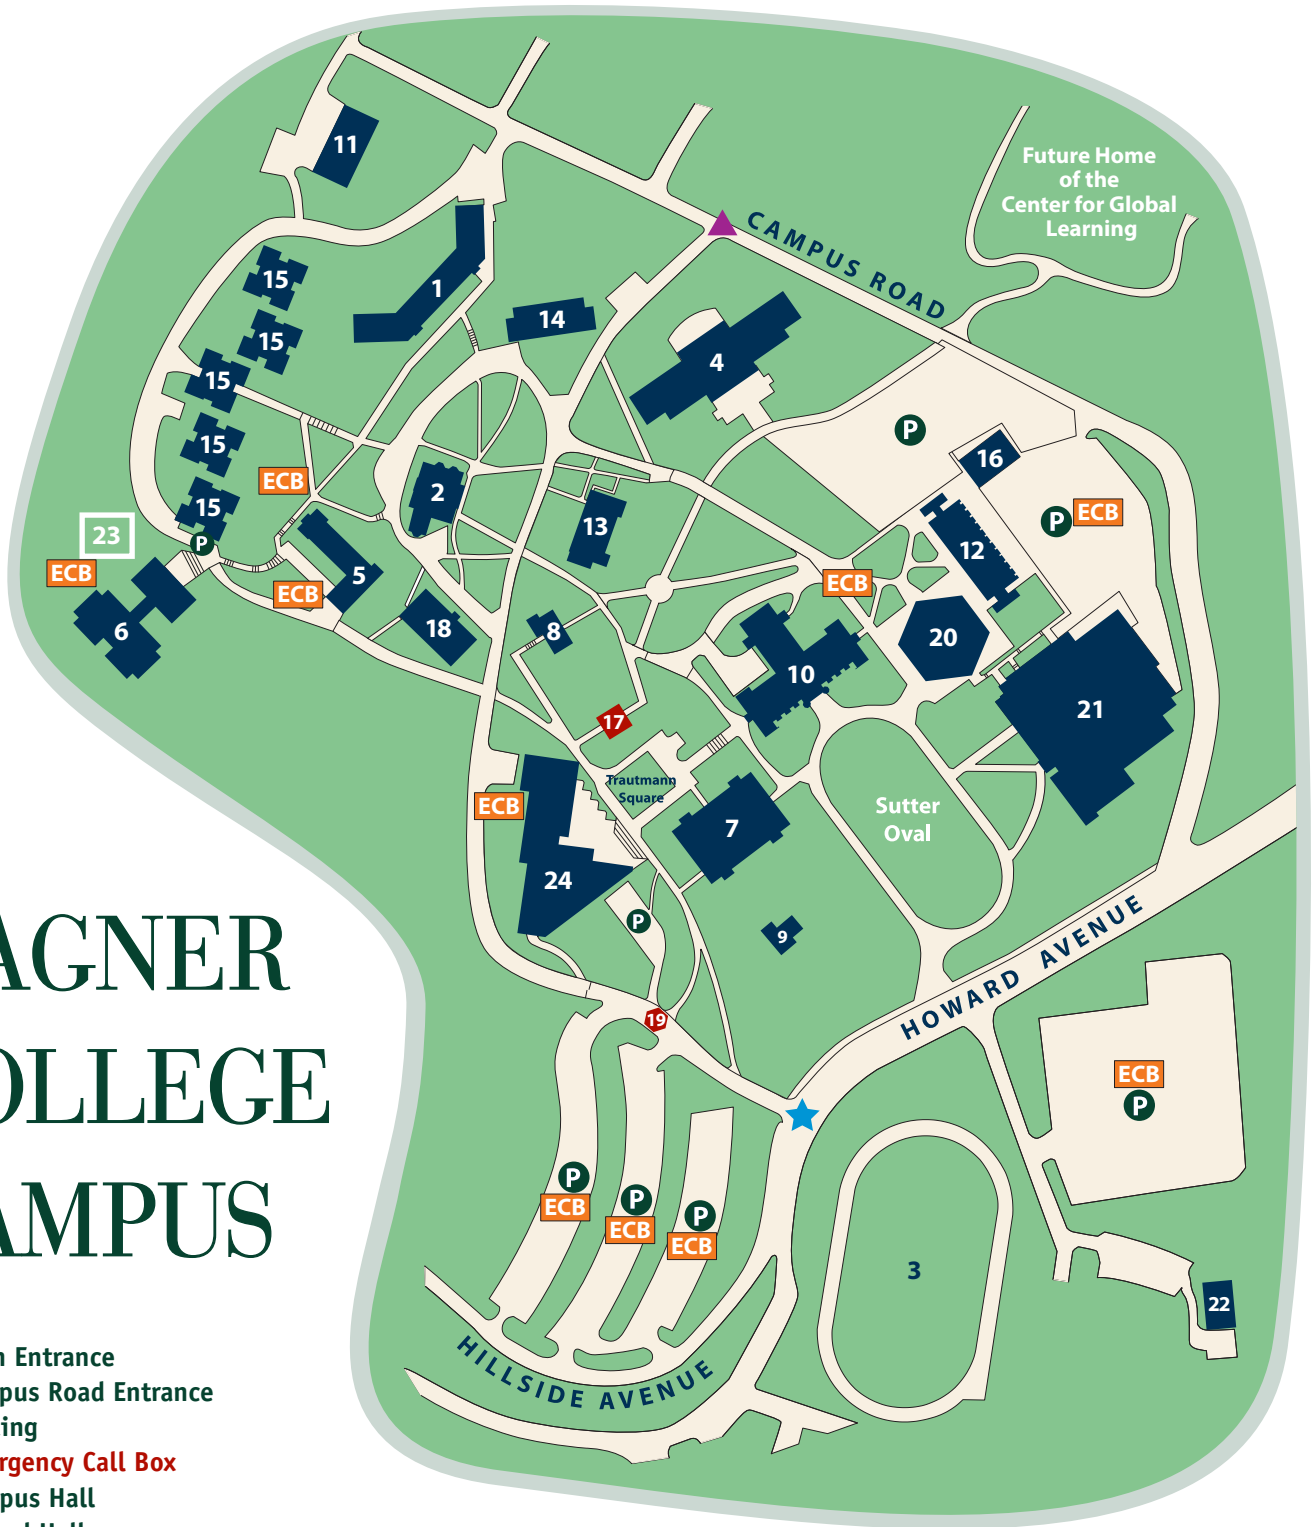 11
Future Home
of the
Center for Global
Learning
CAMPUS ROAD
15
1
14
15
4
15
P
15
16
ECB
2
15
13
P ECB
23
P
12
ECB
5
ECB
ECB
6
18
8
20
10
21
17
Trautmann
Square
ECB
7
Sutter
Oval
24
P
9
AGNER
HOWARD AVENUE
19
OLLEGE
ECB
P
AMPUS
P
ECB
P
ECB
P
ECB
3
22
n Entrance
HILLSIDE AVENUE
pus Road Entrance
ing
rgency Call Box
pus Hall